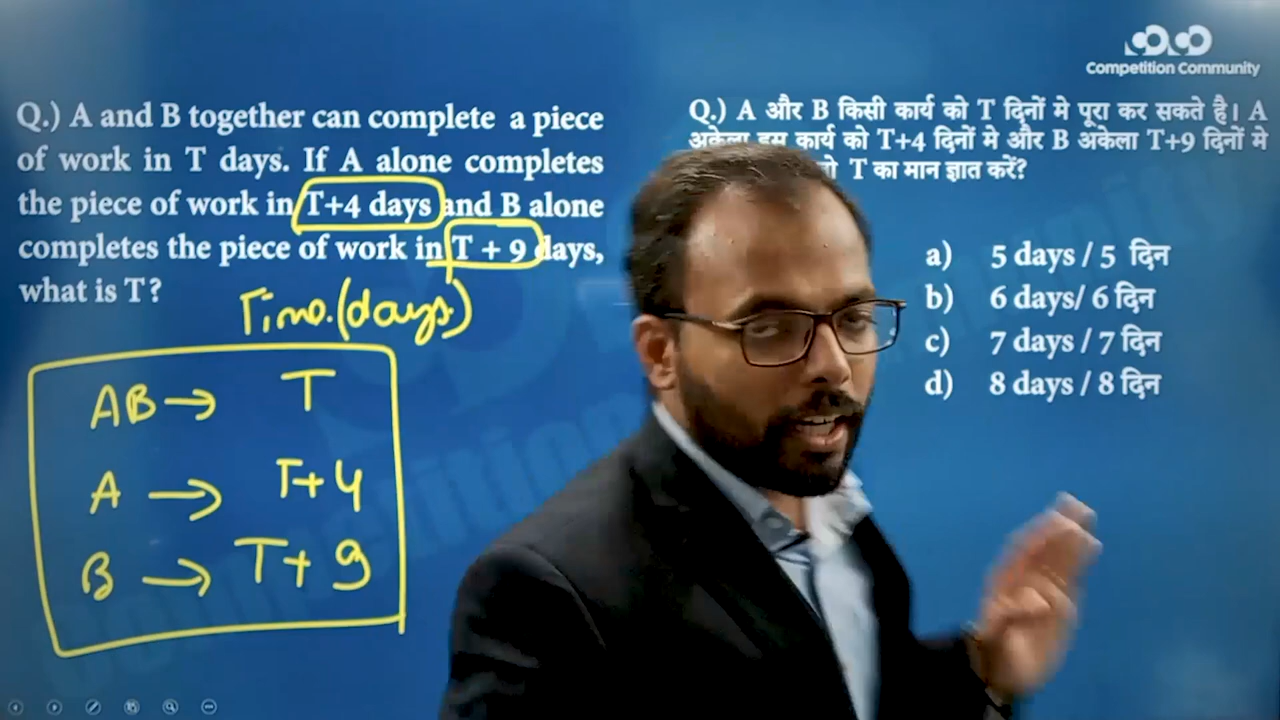 Competition Community
Q.) A and B together can complete a piece
of work in T days. If A alone completes
the piece of work in T+4 days and B alone
completes the piece of work in T + 9 days,
what is T?
Time.(days)
AB → T
A → T+4
B → T+9
Q.) A और B किसी कार्य को T दिनों मे पूरा कर सकते है। A
अकेला इस कार्य को T+4 दिनों मे और B अकेला T+9 दिनों मे
T का मान ज्ञात करें?
a) 5 days / 5 दिन
b) 6 days/ 6 दिन
c) 7 days / 7 दिन
d) 8 days / 8 दिन